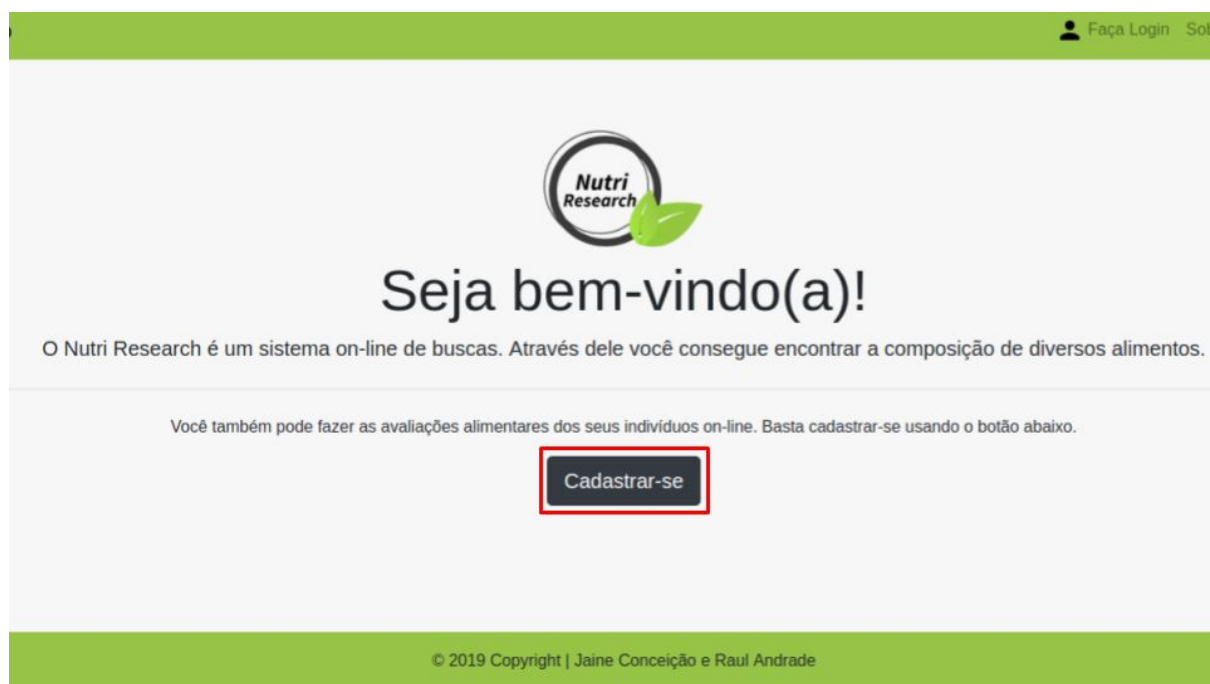 Faça Login
Nutri
Research
Seja bem-vindo(a)!
O Nutri Research é um sistema on-line de buscas. Através dele você consegue encontrar a composição de diversos alimentos.
Você também pode fazer as avaliações alimentares dos seus indivíduos on-line. Basta cadastrar-se usando o botão abaixo.
Cadastrar-se
© 2019 Copyright | Jaine Conceição e Raul Andrade